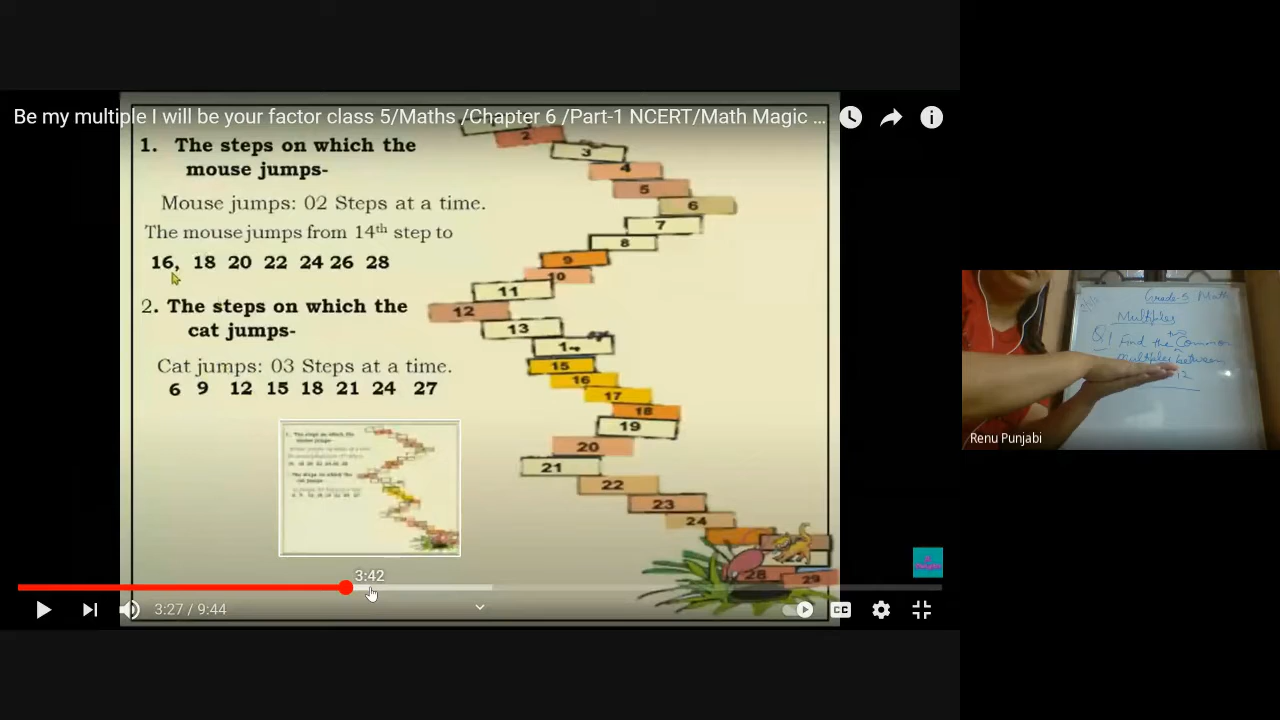 Be my multiple I will be your factor class 5/Maths /Chapter 6 /Part-1 NCERT/Math Magic ...
1. The steps on which the
mouse jumps-
Mouse jumps: 02 Steps at a time.
The mouse jumps from 14th step to
16, 18 20 22 24 26 28
2. The steps on which the
cat jumps-
Cat jumps: 03 Steps at a time.
6 9 12 15 18 21 24 27
2
3
4
5
6
7
8
9
10
11
12
13
15
16
17
18
19
20
21
22
23
24
28
29
3:42
3:27 / 9:44
CC
Grade-5 Math
Multiples
Q1 Find the Common
Multiples between
12
Renu Punjabi